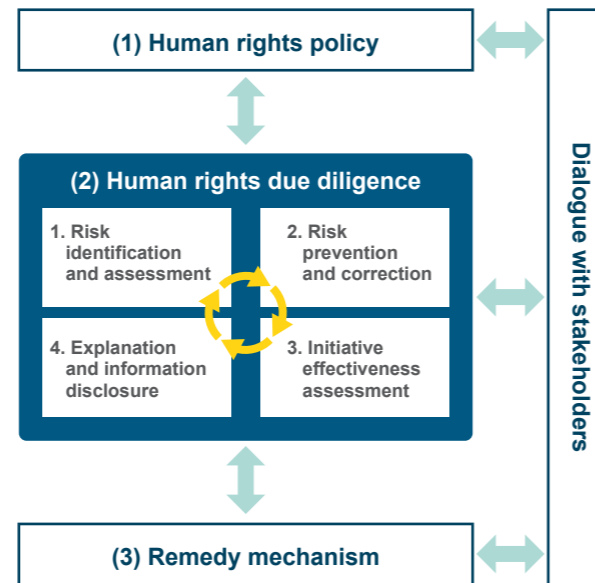 (1) Human rights policy
(2) Human rights due diligence
1. Risk
identification
and assessment
2. Risk
prevention
and correction
4. Explanation
and information
disclosure
3. Initiative
effectiveness
assessment
(3) Remedy mechanism
Dialogue with stakeholders